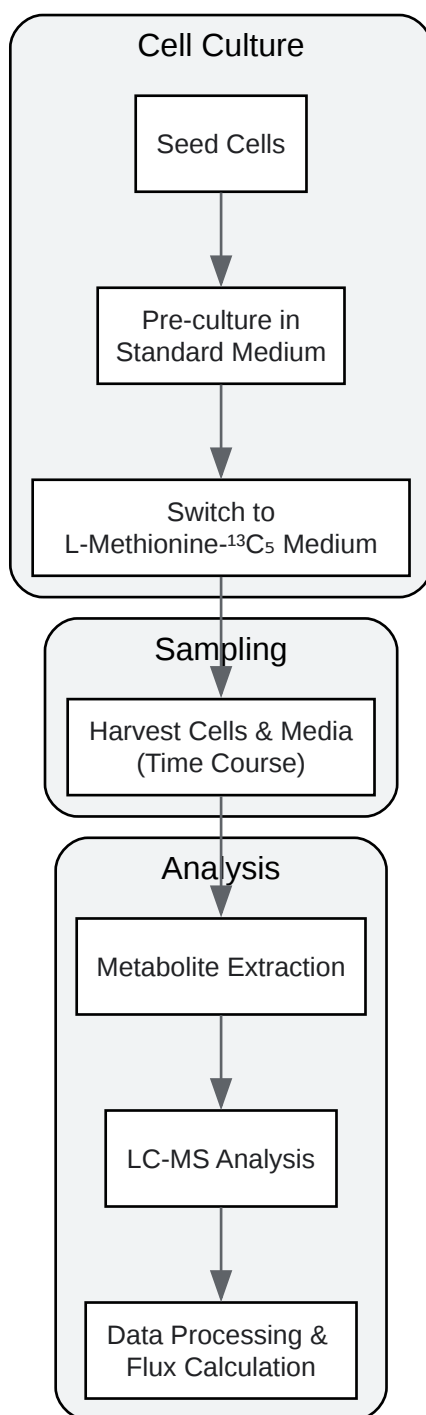 Cell Culture
Seed Cells
Pre-culture in
Standard Medium
Switch to
L-Methionine-¹³C₅ Medium
Sampling
Harvest Cells & Media
(Time Course)
Analysis
Metabolite Extraction
LC-MS Analysis
Data Processing &
Flux Calculation